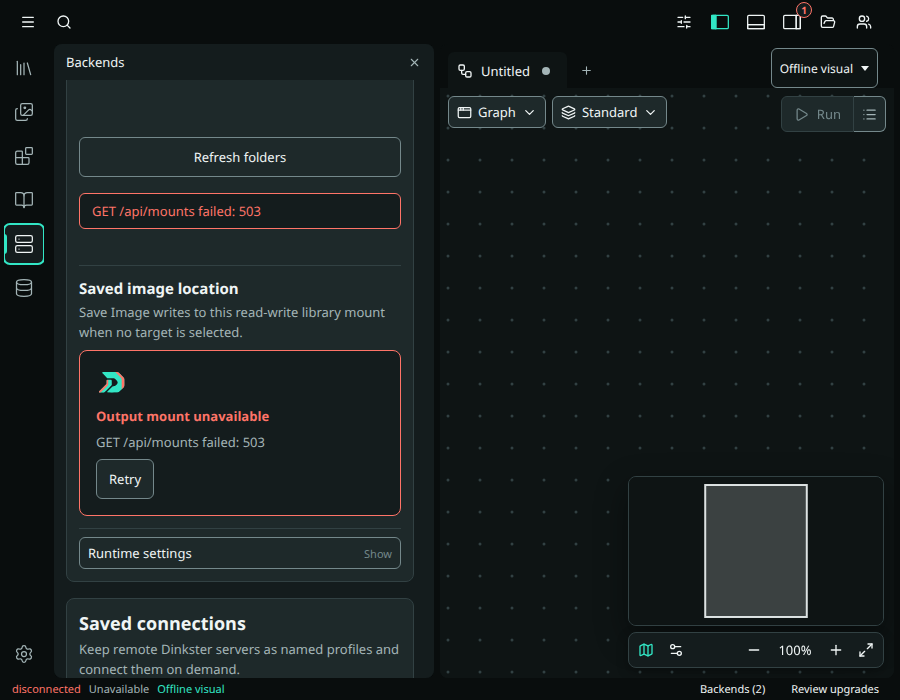 1
Backends
Untitled
Offline visual
Graph
Standard
Run
Refresh folders
GET /api/mounts failed: 503
Saved image location
Save Image writes to this read-write library mount
when no target is selected.
Output mount unavailable
GET /api/mounts failed: 503
Retry
Runtime settings
Show
Saved connections
Keep remote Dinkster servers as named profiles and
connect them on demand.
100%
disconnected
Unavailable
Offline visual
Backends (2)
Review upgrades